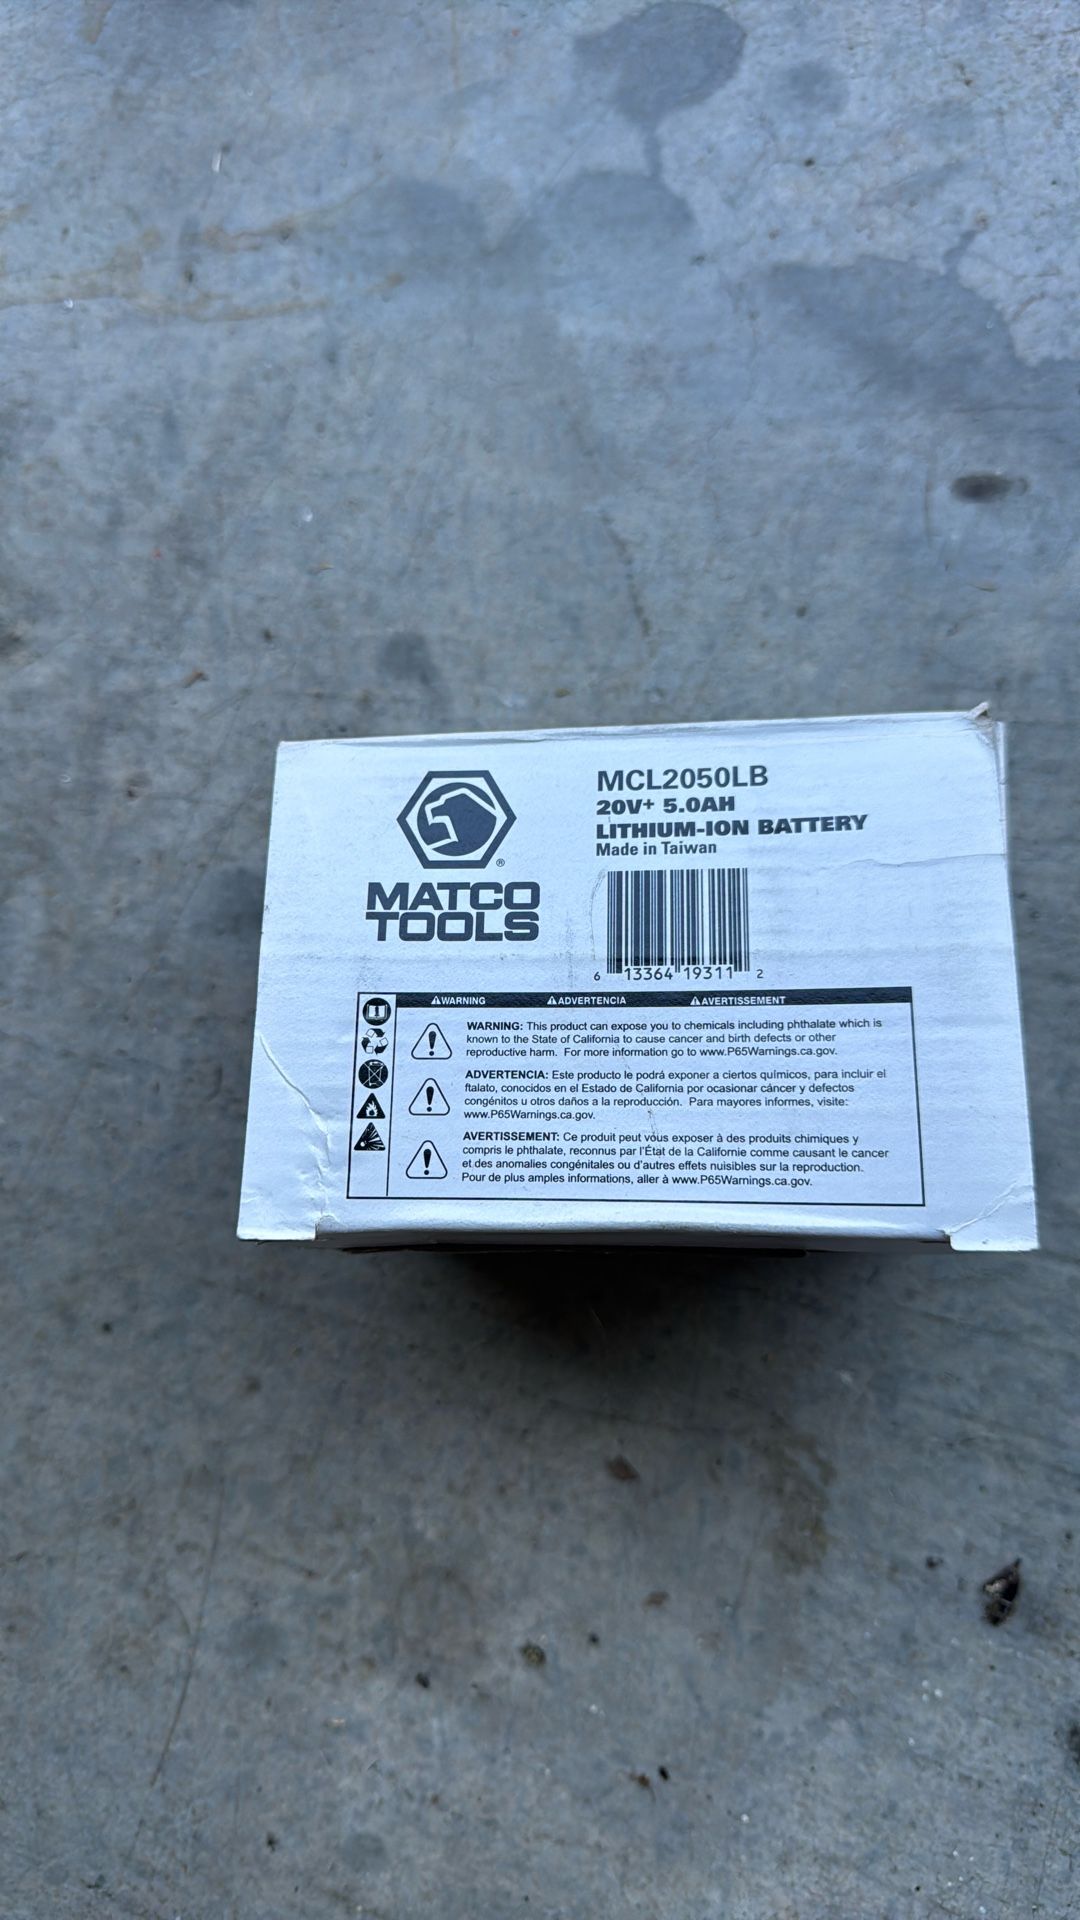 MATCO
TOOLS
®
MCL2050LB
20V+ 5.0AH
LITHIUM-ION BATTERY
Made in Taiwan
6 13364 19311 2
WARNING ADVERTENCIA AVERTISSEMENT
WARNING: This product can expose you to chemicals including phthalate which is
known to the State of California to cause cancer and birth defects or other
reproductive harm. For more information go to www.P65Warnings.ca.gov.
ADVERTENCIA: Este producto le podrá exponer a ciertos químicos, para incluir el
ftalato, conocidos en el Estado de California por ocasionar cáncer y defectos
congénitos u otros daños a la reproducción. Para mayores informes, visite:
www.P65Warnings.ca.gov.
AVERTISSEMENT: Ce produit peut vous exposer à des produits chimiques y
compris le phthalate, reconnus par l'État de la Californie comme causant le cancer
et des anomalies congénitales ou d'autres effets nuisibles sur la reproduction.
Pour de plus amples informations, aller à www.P65Warnings.ca.gov.